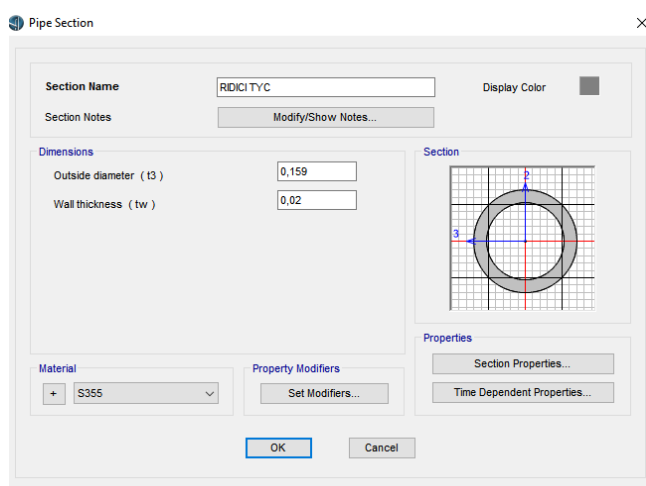 Pipe Section
Section Name RIDICI TYC Display Color
Section Notes Modify/Show Notes...
Dimensions
Outside diameter ( t3 ) 0,159
Wall thickness ( tw ) 0,02
Section
2
3
Properties
Section Properties...
Time Dependent Properties...
Material
+ S355
Property Modifiers
Set Modifiers...
OK Cancel